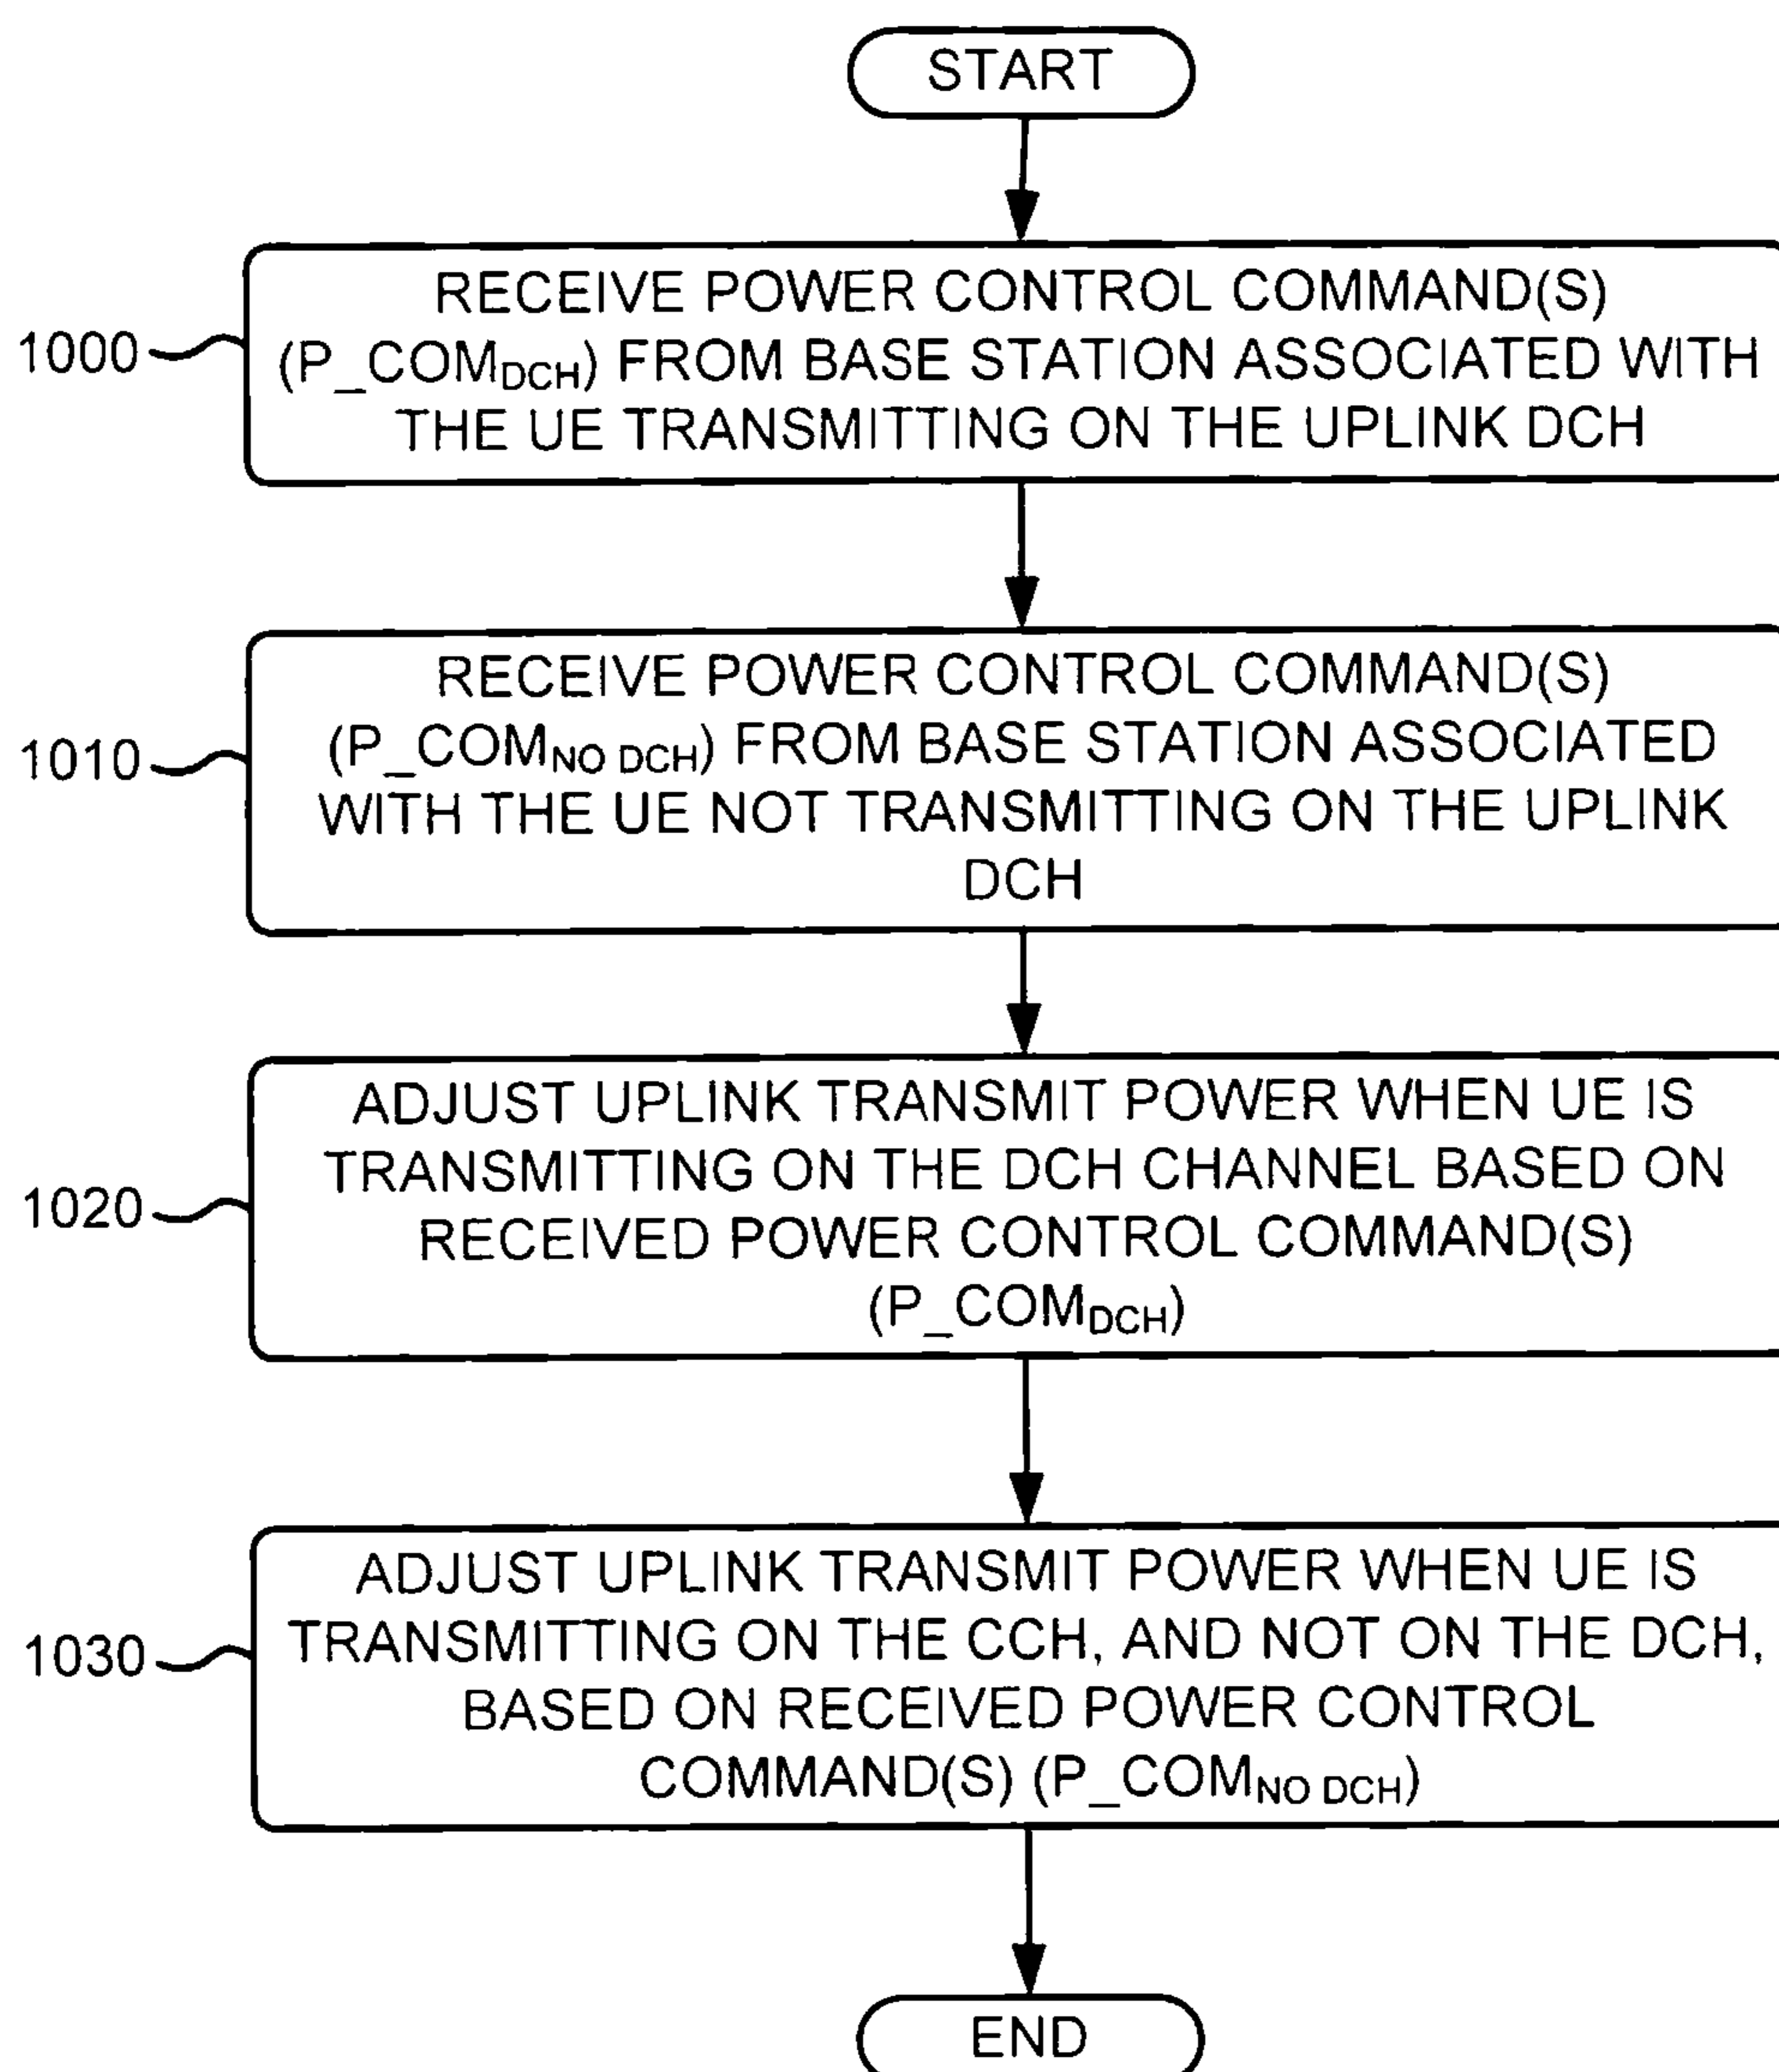 START
1000
RECEIVE POWER CONTROL COMMAND(S)
(P_COMDCH) FROM BASE STATION ASSOCIATED WITH
THE UE TRANSMITTING ON THE UPLINK DCH
1010
RECEIVE POWER CONTROL COMMAND(S)
(P_COMNO DCH) FROM BASE STATION ASSOCIATED
WITH THE UE NOT TRANSMITTING ON THE UPLINK
DCH
1020
ADJUST UPLINK TRANSMIT POWER WHEN UE IS
TRANSMITTING ON THE DCH CHANNEL BASED ON
RECEIVED POWER CONTROL COMMAND(S)
(P_COMDCH)
1030
ADJUST UPLINK TRANSMIT POWER WHEN UE IS
TRANSMITTING ON THE CCH, AND NOT ON THE DCH,
BASED ON RECEIVED POWER CONTROL
COMMAND(S) (P_COMNO DCH)
END